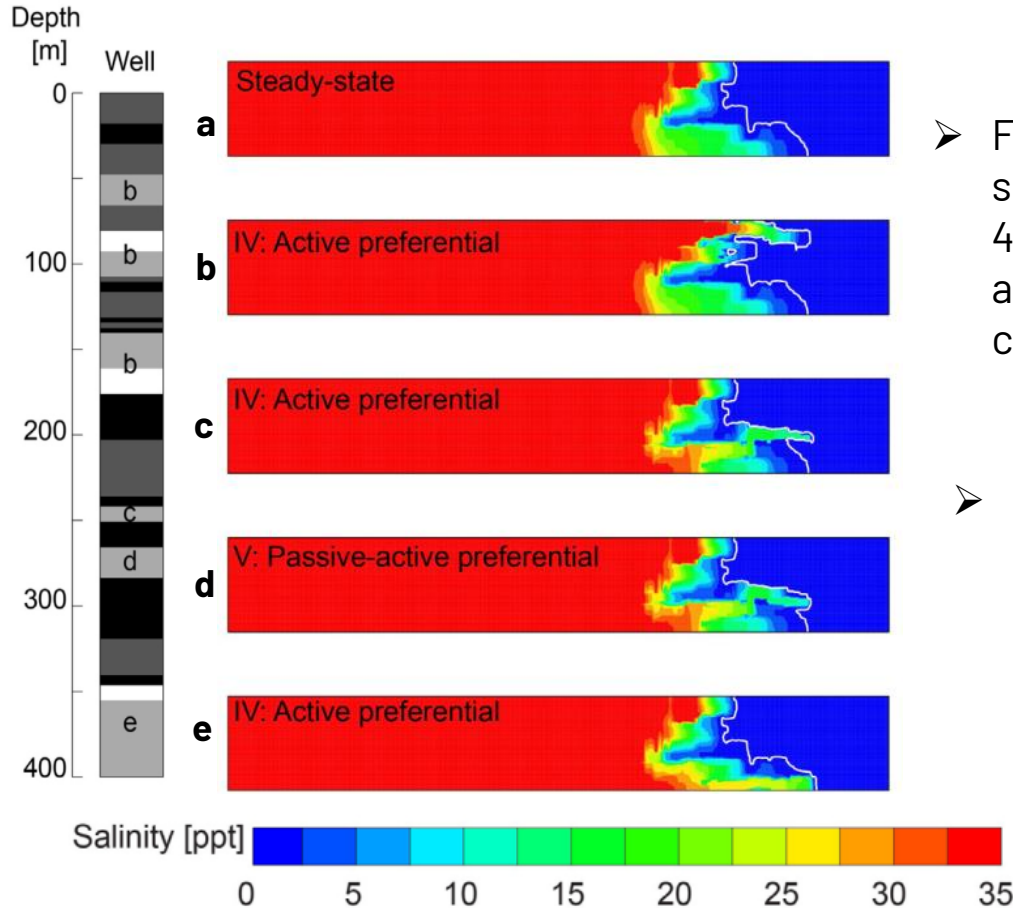 Depth
[m]
Well
0
100
200
300
400
b
b
b
c
d
e
a
Steady-state
b
IV: Active preferential
c
IV: Active preferential
d
V: Passive-active preferential
e
IV: Active preferential
Salinity [ppt]
0 5 10 15 20 25 30 35
➢ F
s
4
a
c
➢